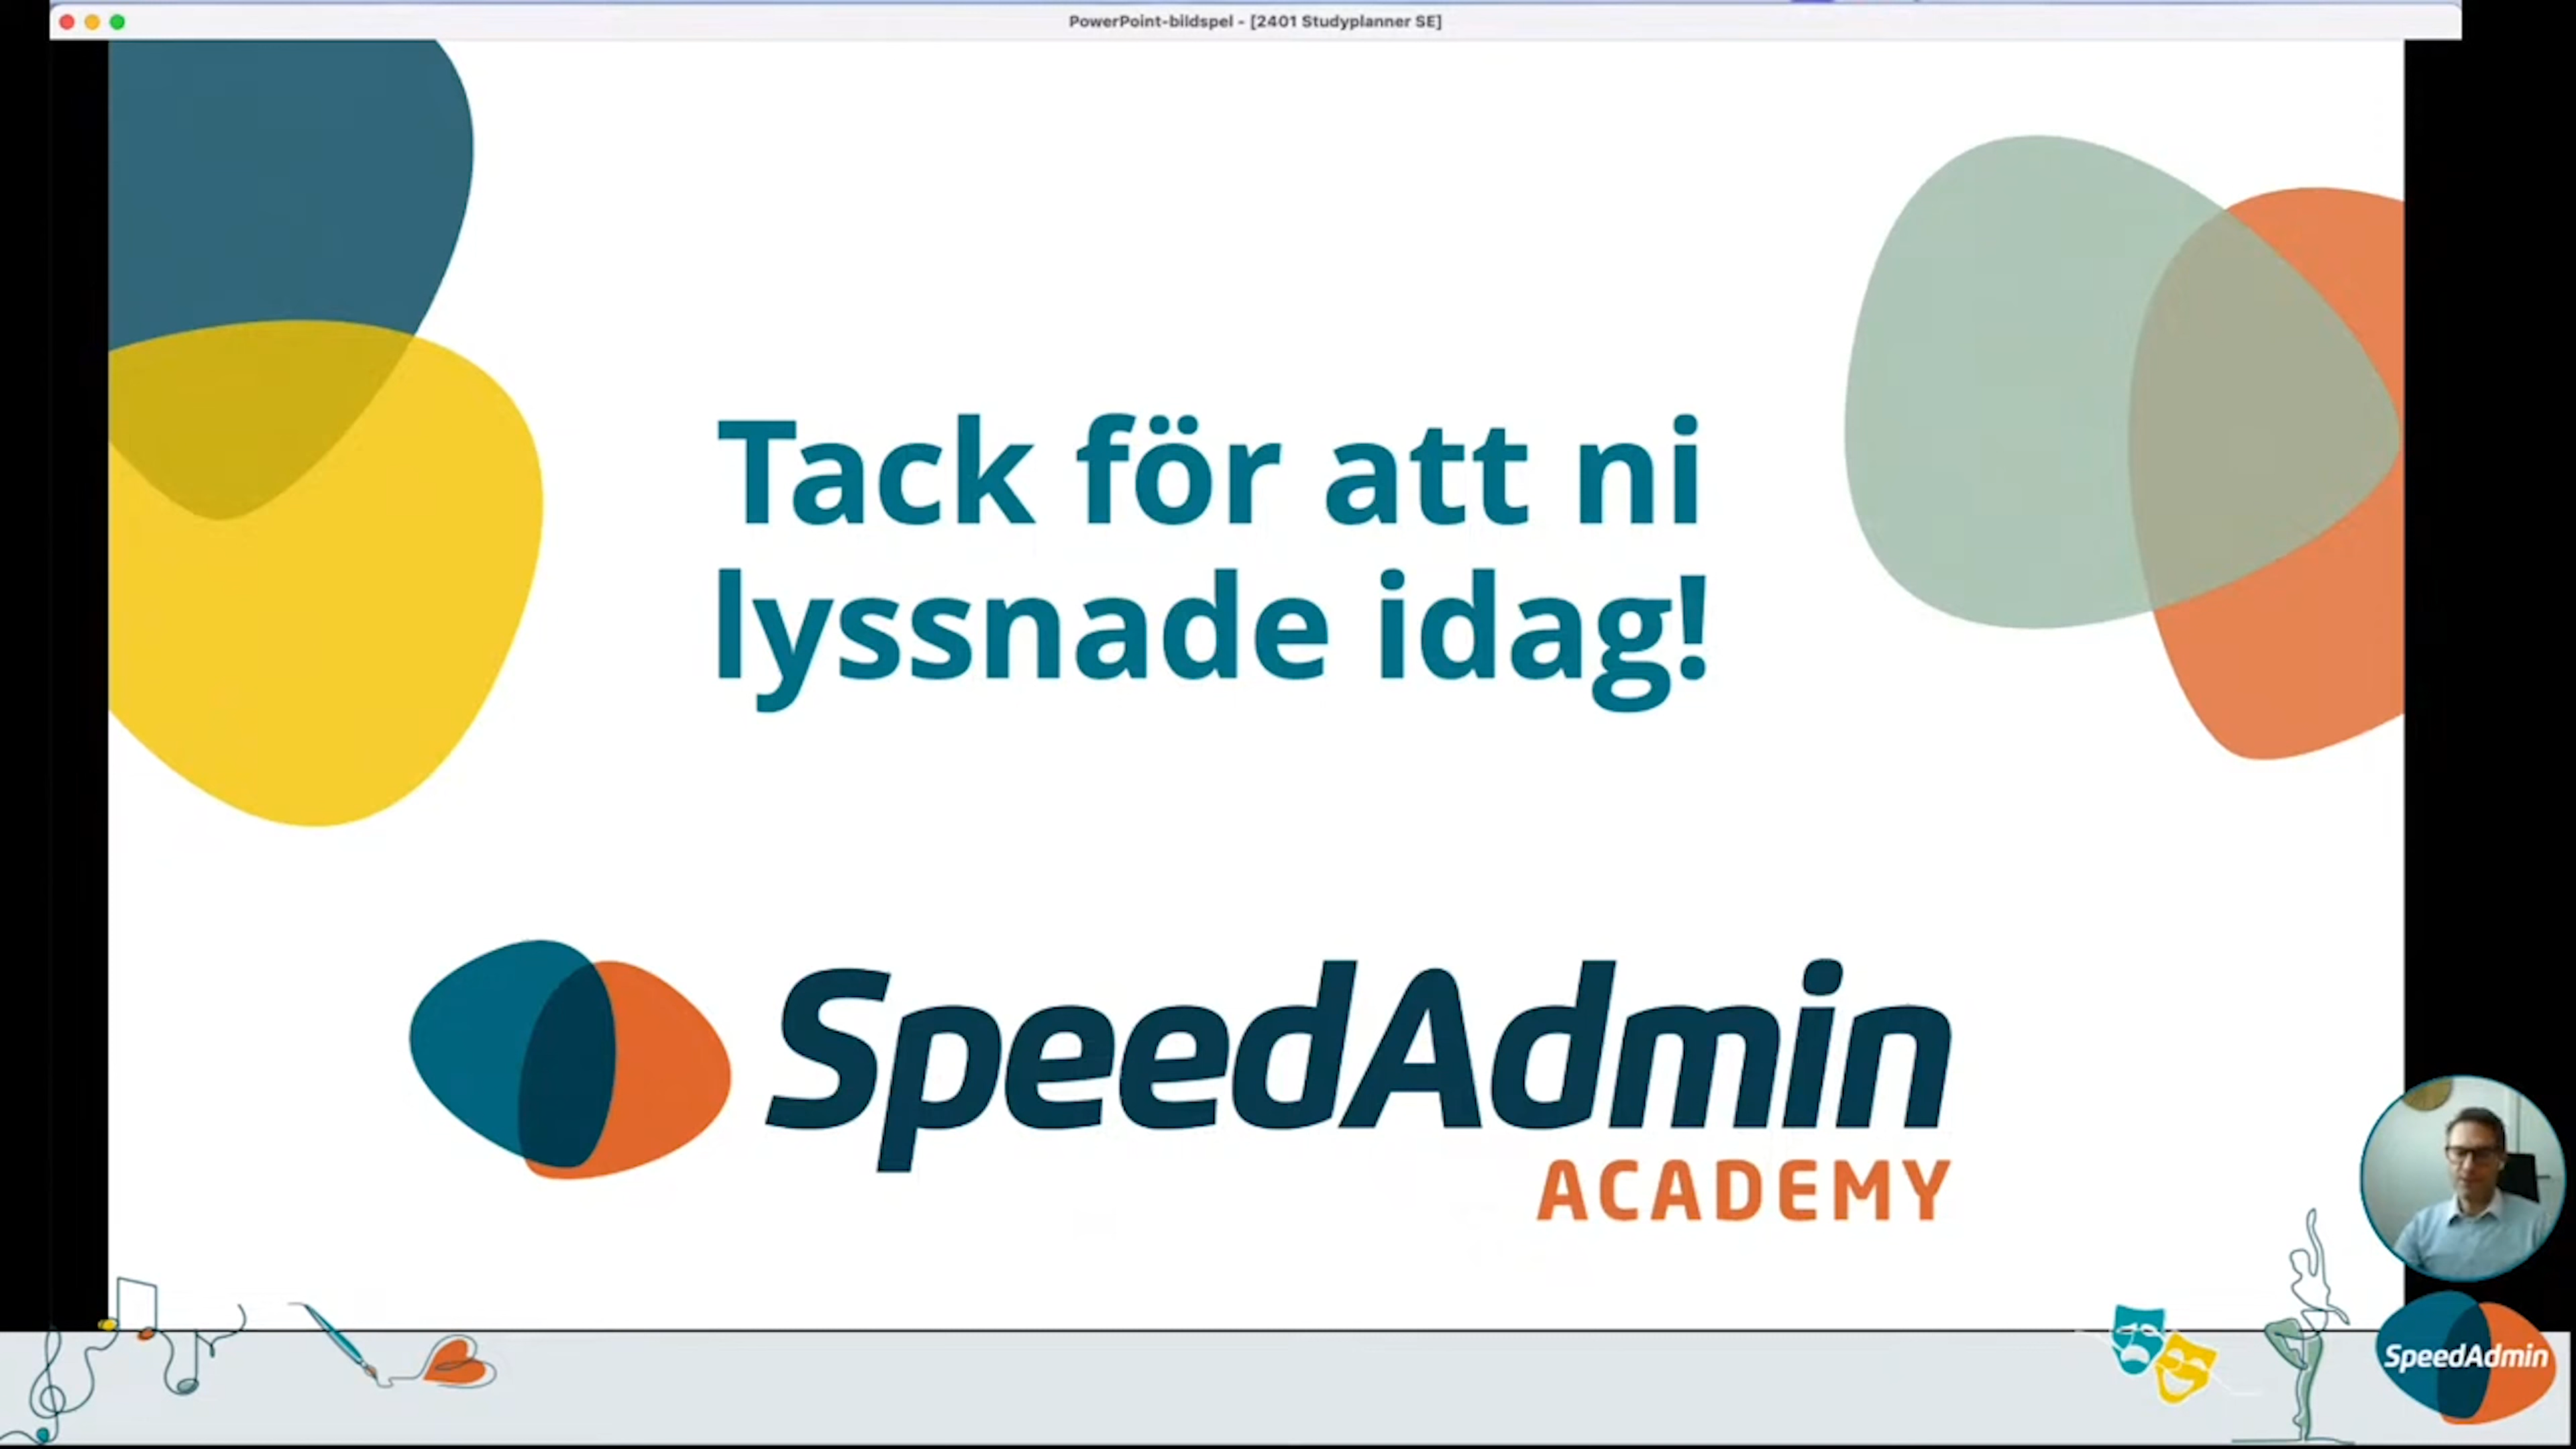 PowerPoint-bildspel - [2401 Studyplanner SE]
Tack för att ni
lyssnade idag!
SpeedAdmin
ACADEMY
SpeedAdmin